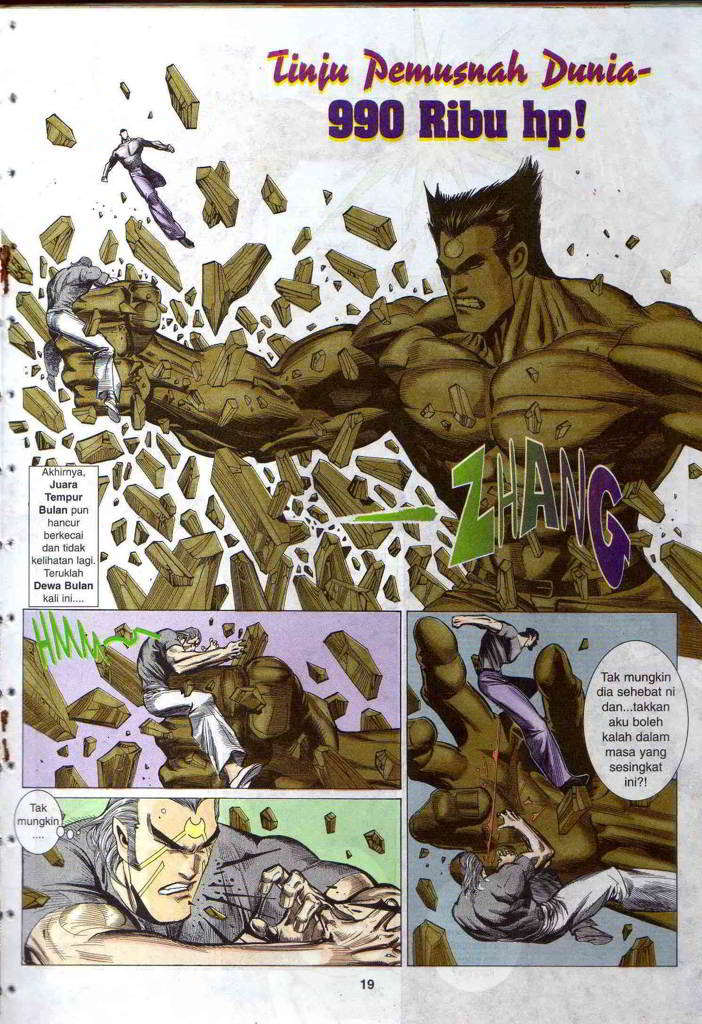 Tinju Pemusnah Dunia-
990 Ribu hp!
Akhirnya,
Juara
Tempur
Bulan pun
hancur
berkecai
dan tidak
kelihatan lagi.
Teruklah
Dewa Bulan
kali ini....
ZHANG
HMM
Tak mungkin
dia sehebat ni
dan...takkan
aku boleh
kalah dalam
masa yang
sesingkat
ini?!
Tak
mungkin
....
19